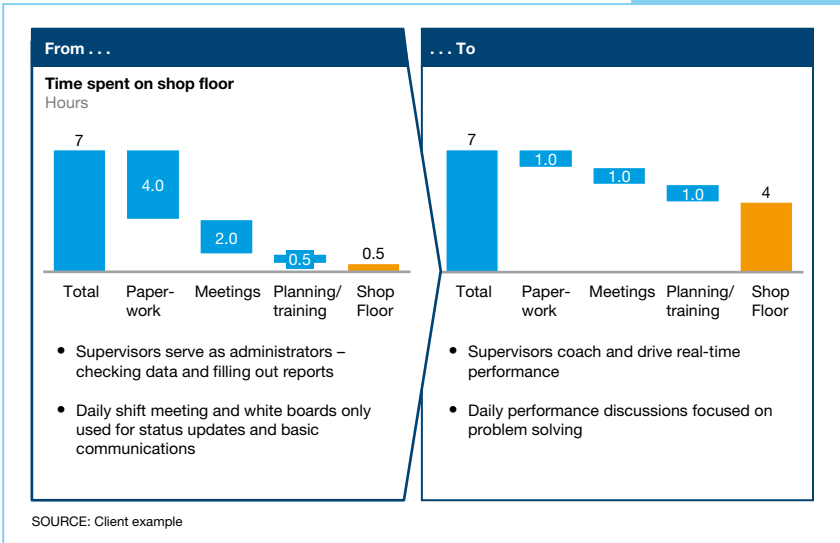 From . . .
Time spent on shop floor
Hours
7
4.0
2.0
0.5
0.5
Total
Paper-
work
Meetings
Planning/
training
Shop
Floor
• Supervisors serve as administrators –
checking data and filling out reports
• Daily shift meeting and white boards only
used for status updates and basic
communications
. . . To
7
1.0
1.0
1.0
4
Total
Paper-
work
Meetings
Planning/
training
Shop
Floor
• Supervisors coach and drive real-time
performance
• Daily performance discussions focused on
problem solving
SOURCE: Client example